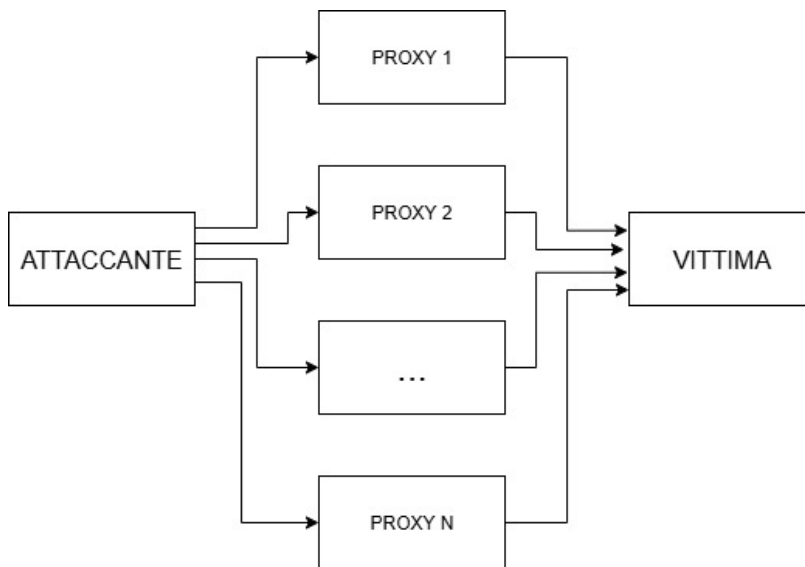 PROXY 1
PROXY 2
ATTACCANTE
VITTIMA
...
PROXY N